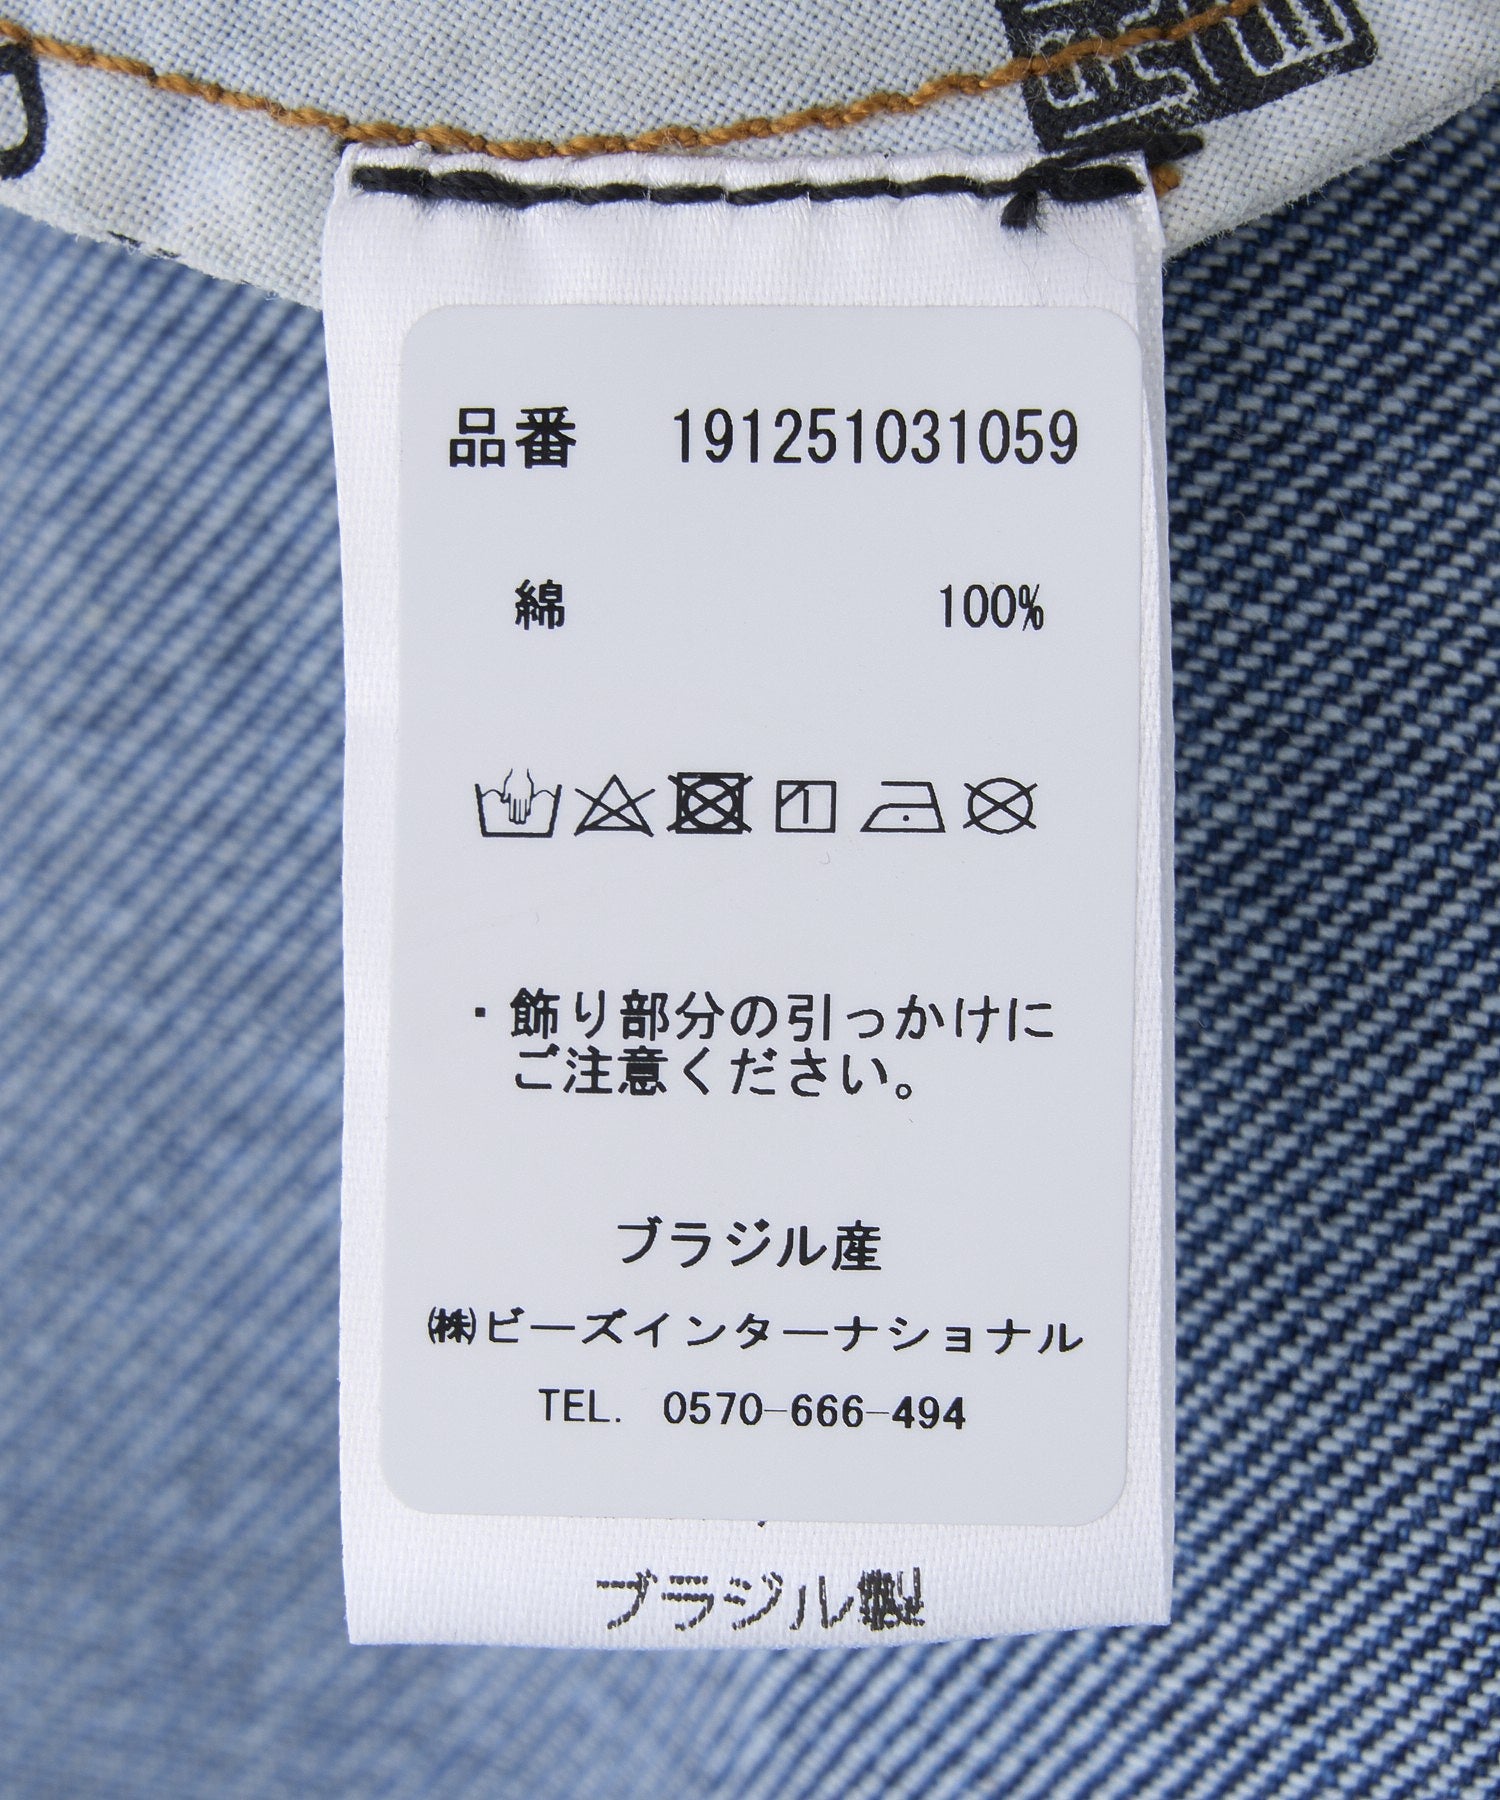 品番 191251031059
綿 100%
・飾り部分の引っかけに
ご注意ください。
ブラジル産
㈱ビーズインターナショナル
TEL. 0570-666-494
ブラジル製